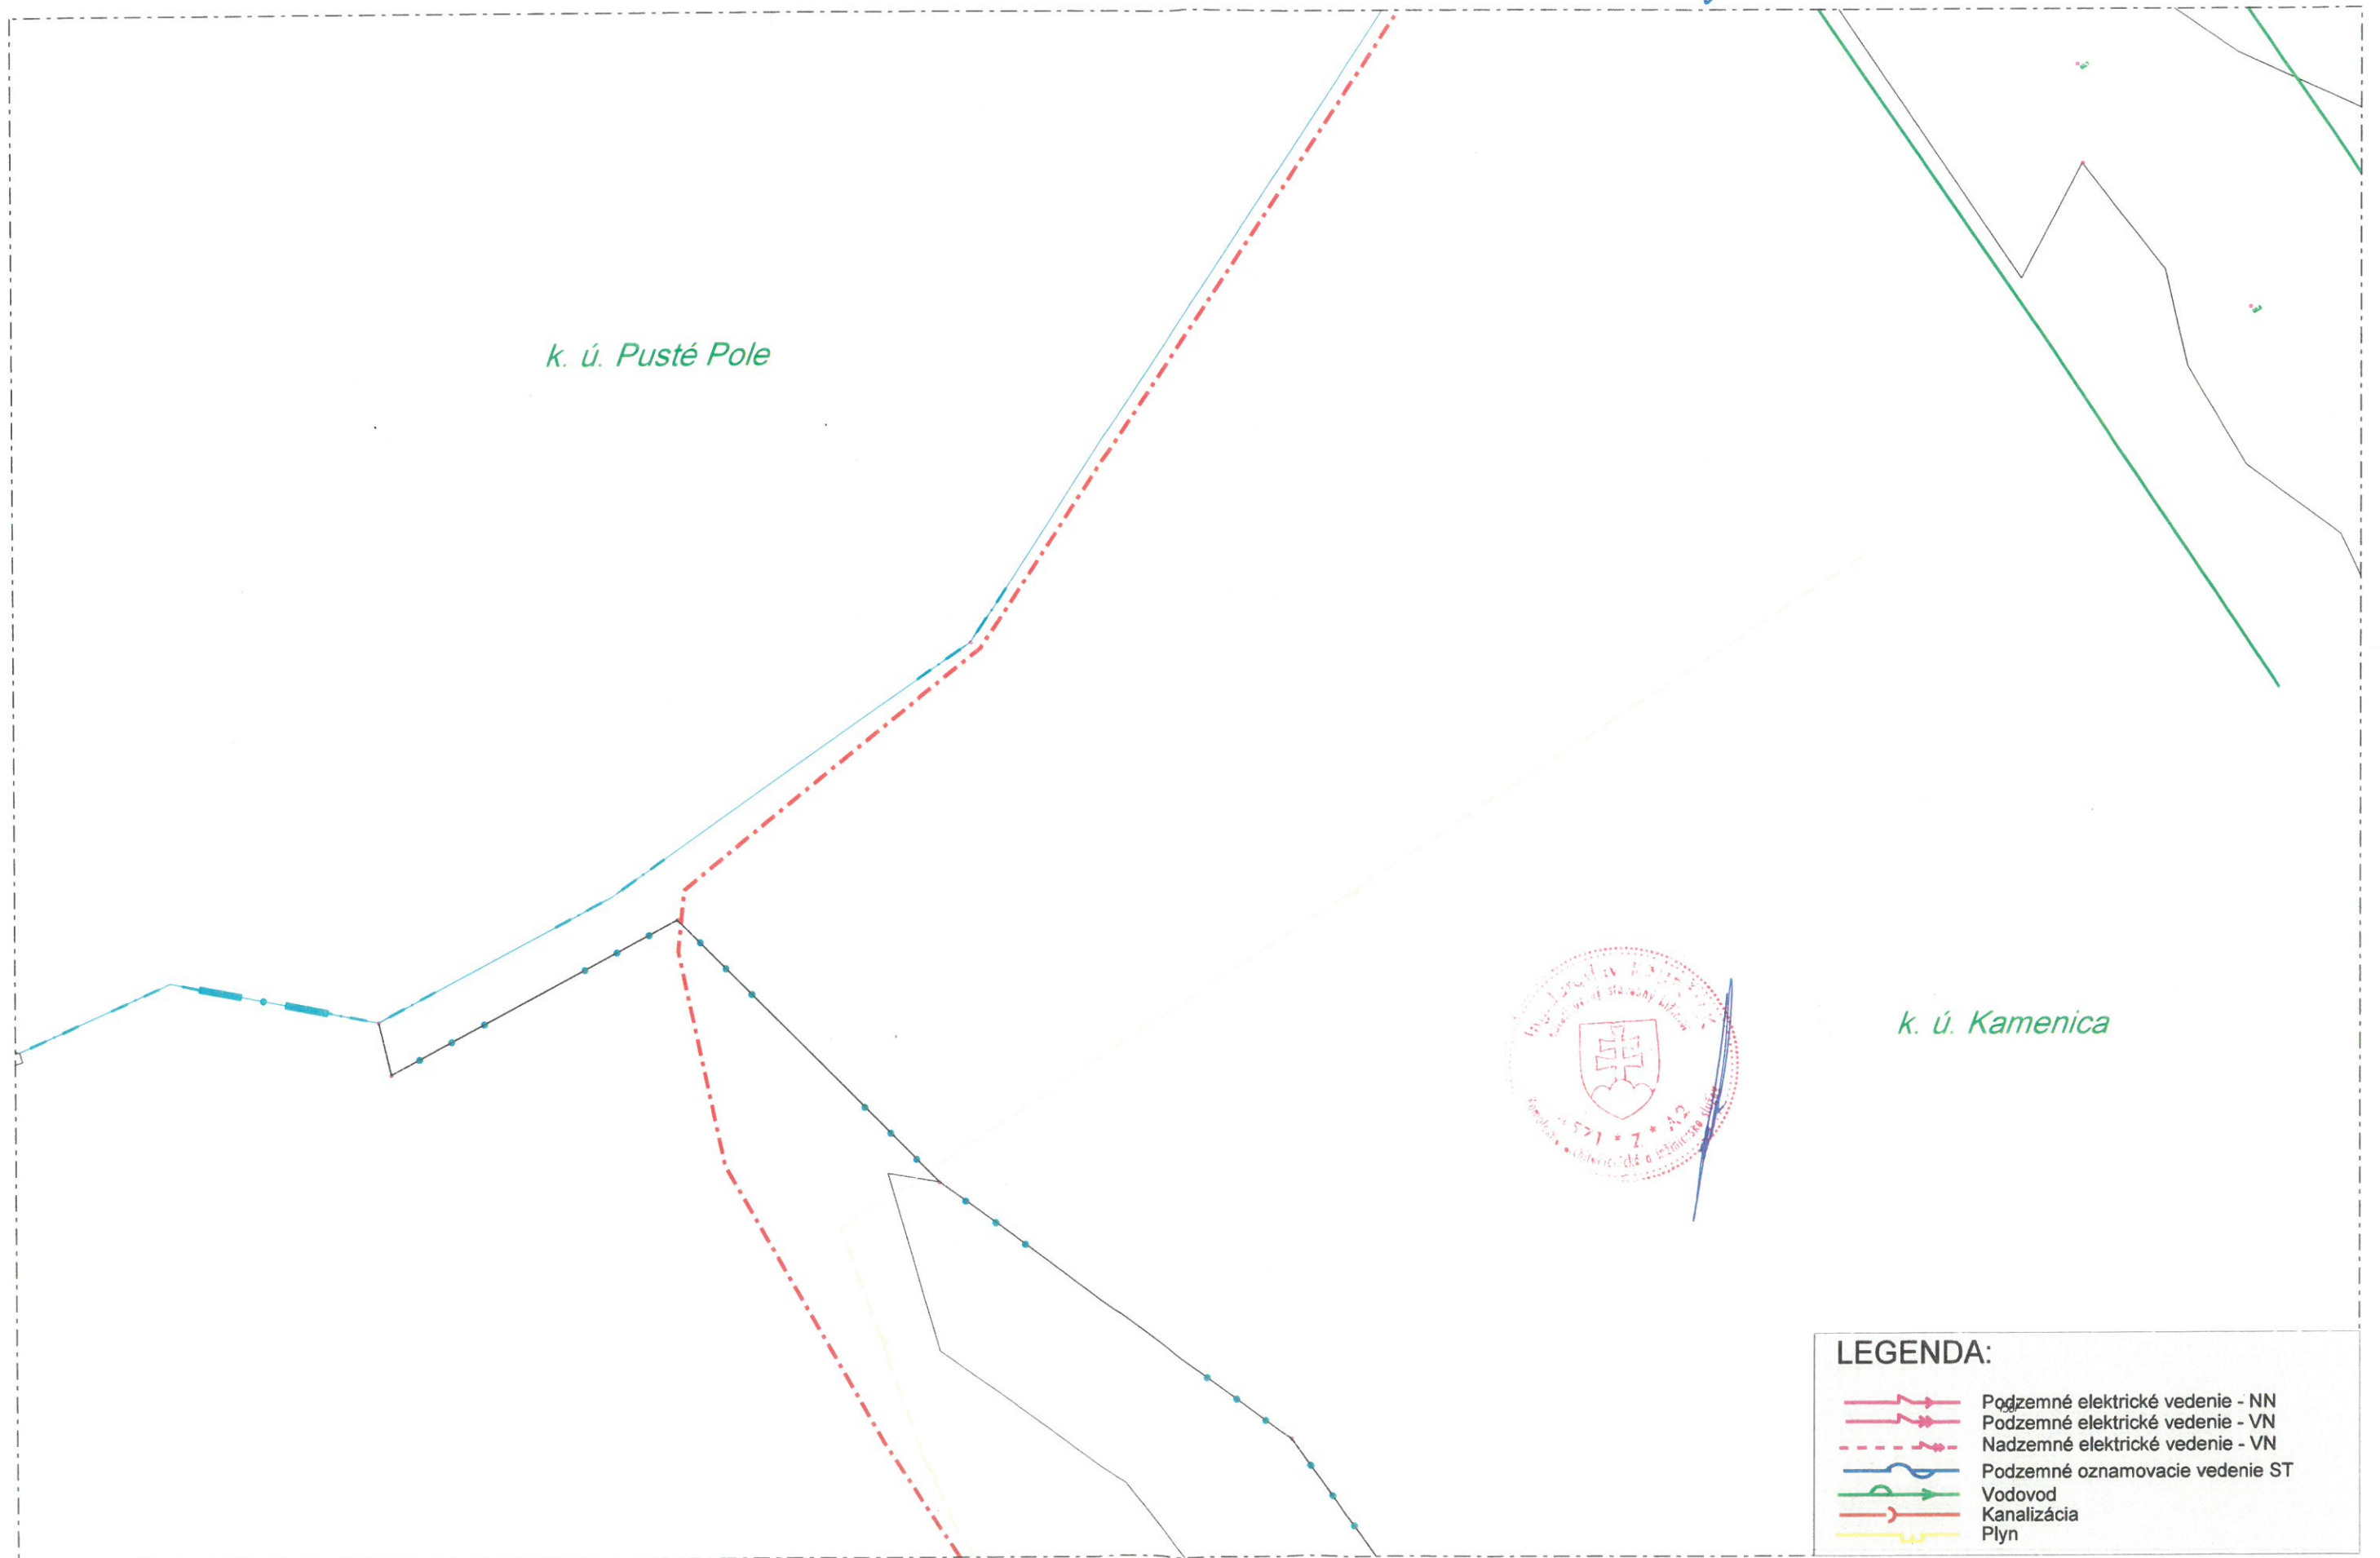 k. ú. Pusté Pole
k. ú. Kamenica
LEGENDA:
Podzemné elektrické vedenie - NN
Podzemné elektrické vedenie - VN
Nadzemné elektrické vedenie - VN
Podzemné oznamovacie vedenie ST
Vodovod
Kanalizácia
Plyn